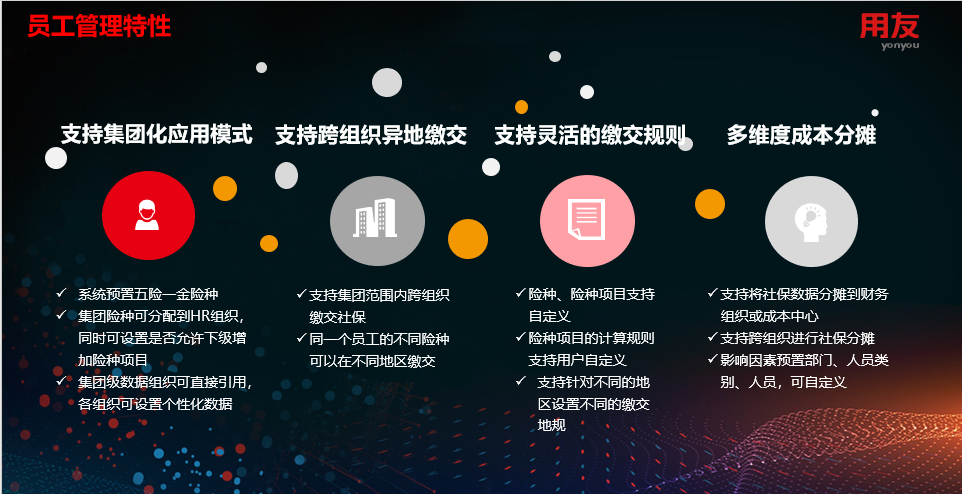 员工管理特性
用友
yonyou
支持集团化应用模式
支持跨组织异地缴交
支持灵活的缴交规则
多维度成本分摊
系统预置五险一金险种
集团险种可分配到HR组织，
同时可设置是否允许下级增
加险种项目
集团级数据组织可直接引用，
各组织可设置个性化数据
支持集团范围内跨组织
缴交社保
同一个员工的不同险种
可以在不同地区缴交
险种、险种项目支持
自定义
险种项目的计算规则
支持用户自定义
支持针对不同的地
区设置不同的缴交
地规
支持将社保数据分摊到财务
组织或成本中心
支持跨组织进行社保分摊
影响因素预置部门、人员类
别、人员，可自定义